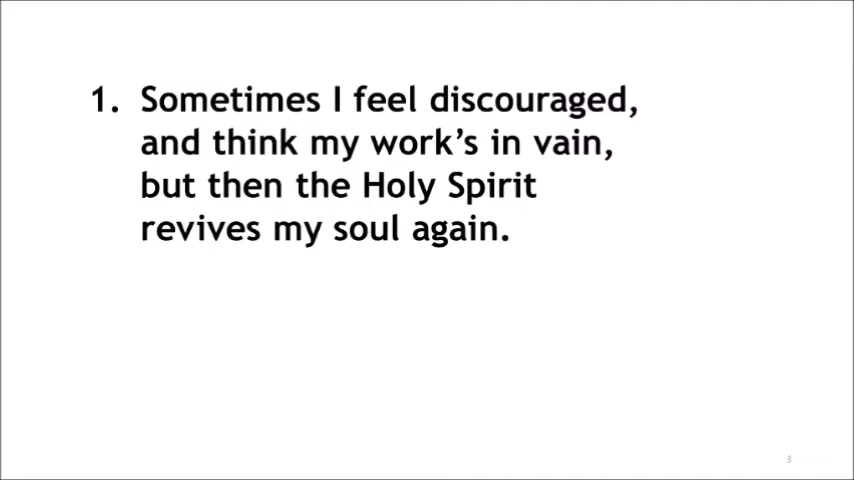 1. Sometimes I feel discouraged,
and think my work’s in vain,
but then the Holy Spirit
revives my soul again.
3